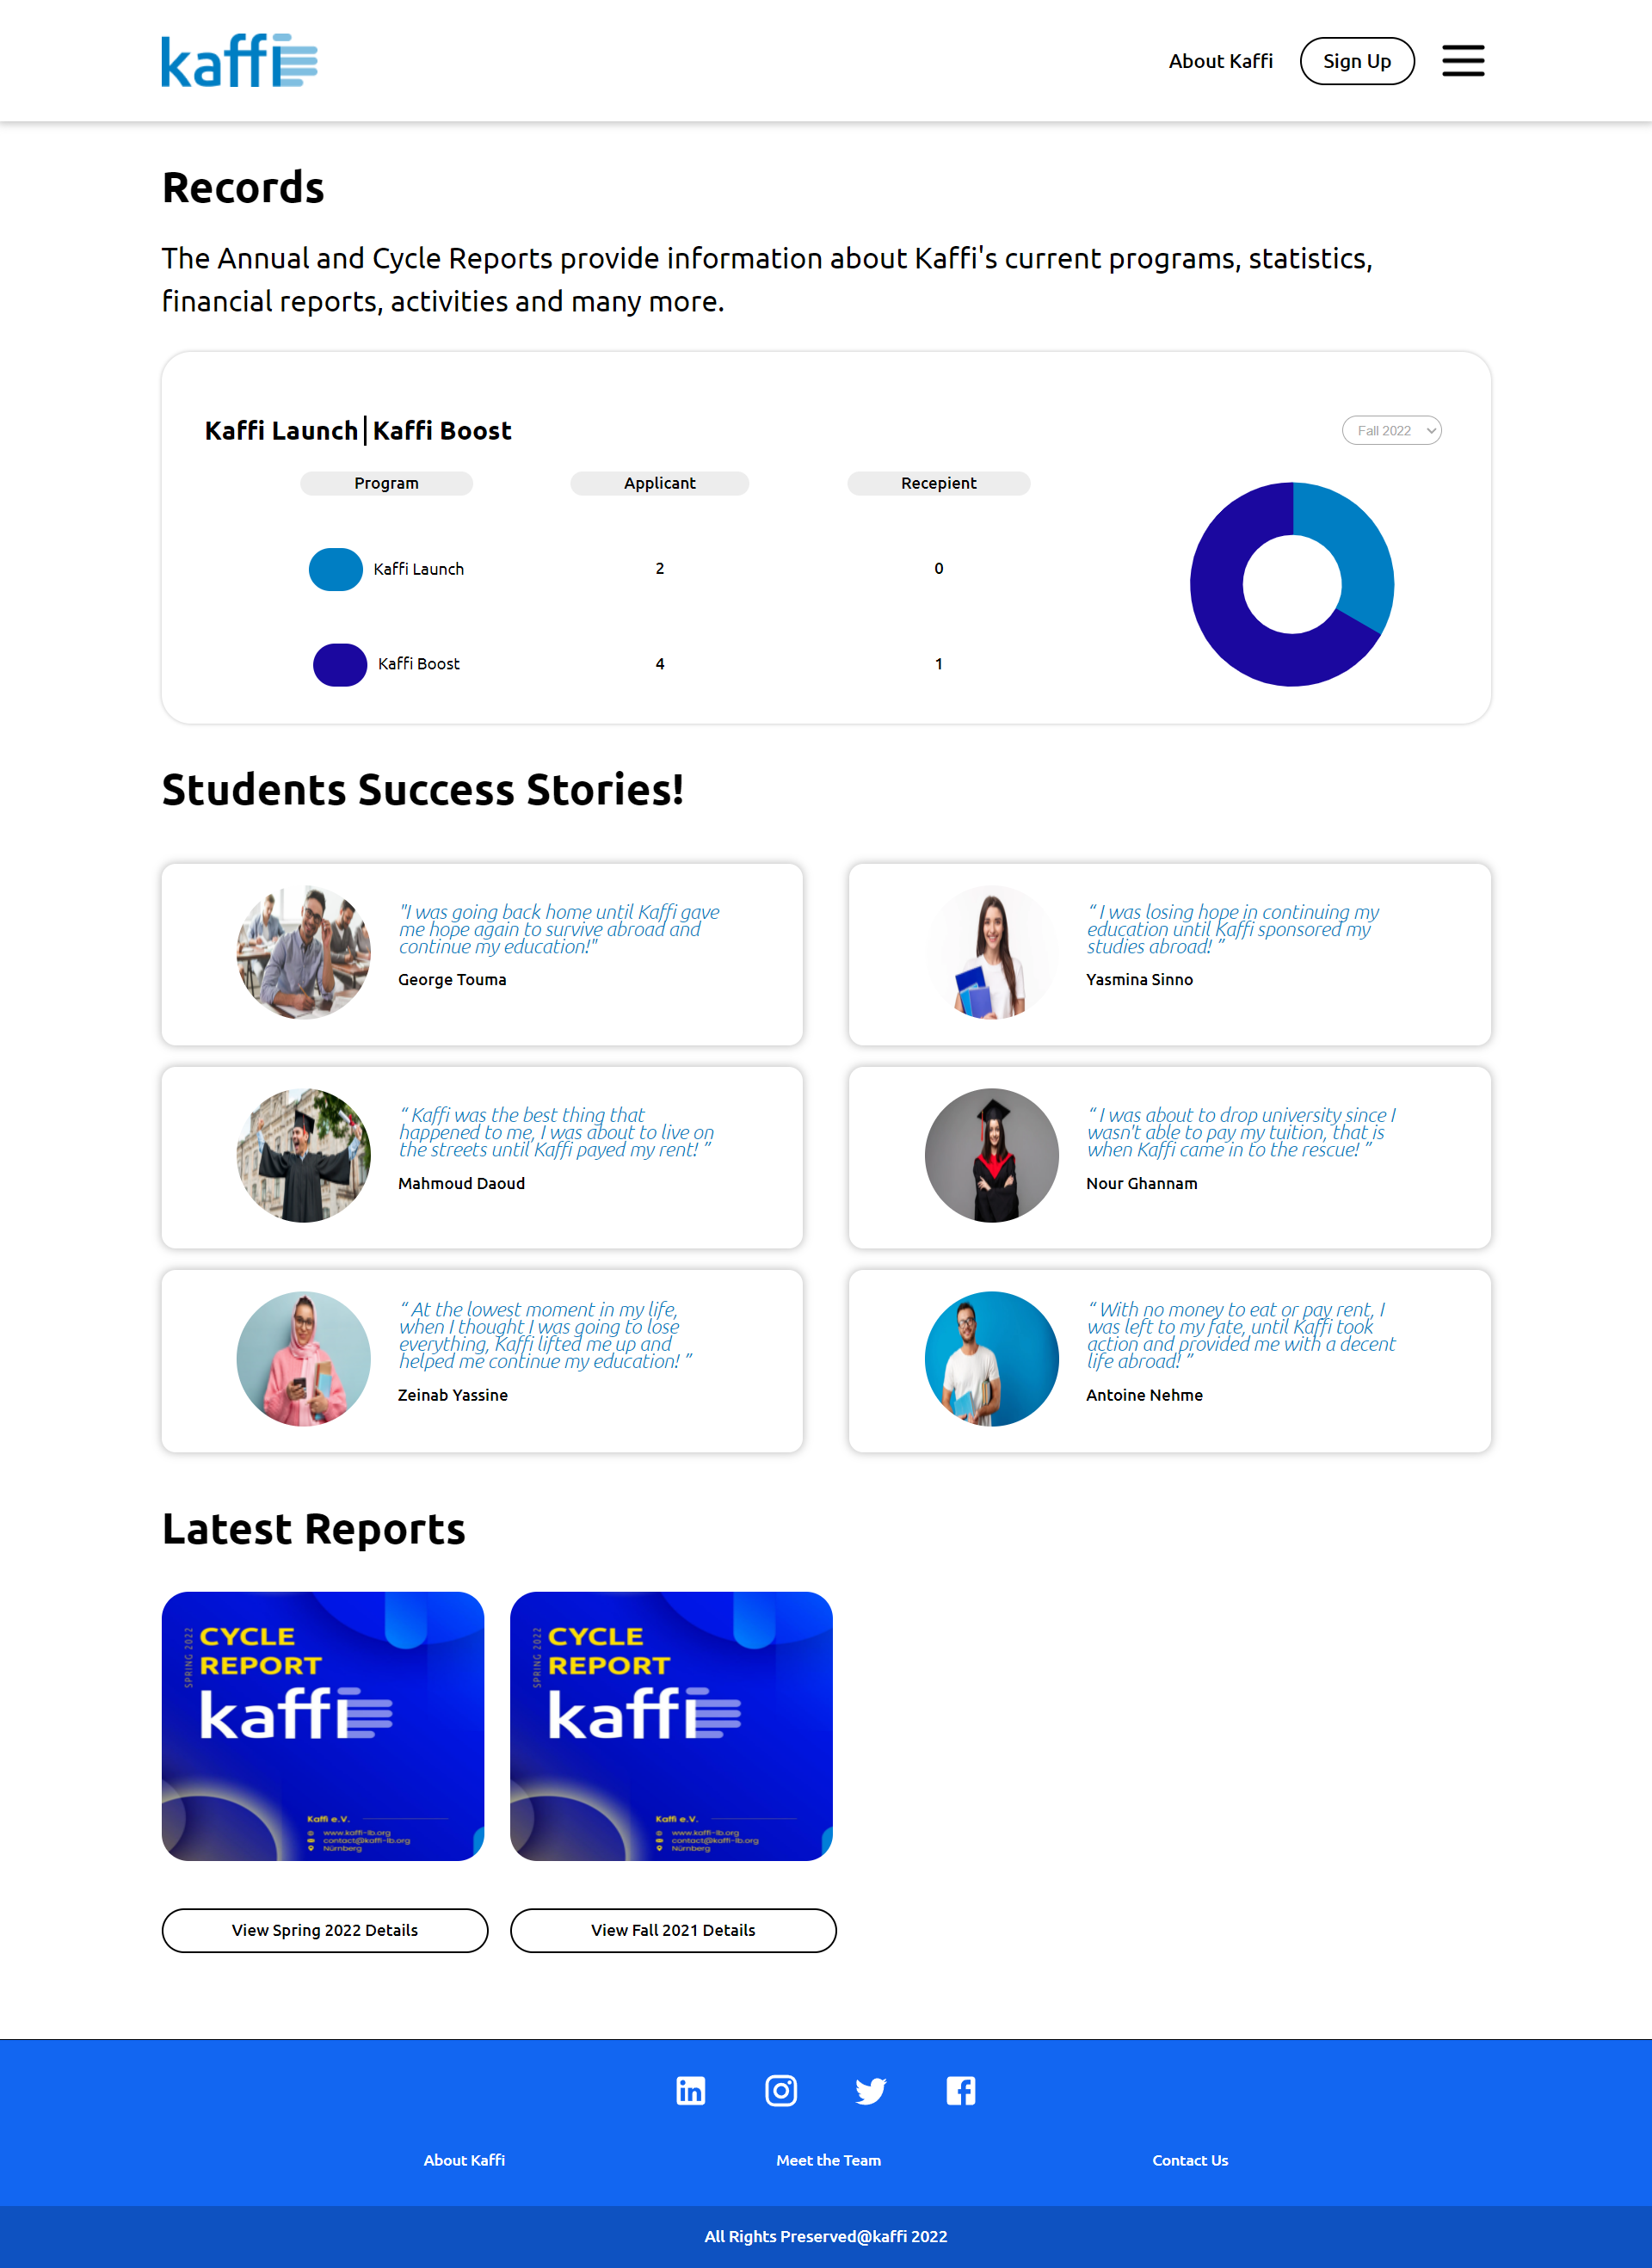 kaffi
About Kaffi
Sign Up
Records
The Annual and Cycle Reports provide information about Kaffi's current programs, statistics,
financial reports, activities and many more.
Kaffi Launch | Kaffi Boost
Fall 2022
Program
Applicant
Recepient
Kaffi Launch
2
0
Kaffi Boost
4
1
Students Success Stories!
"I was going back home until Kaffi gave
me hope again to survive abroad and
continue my education!"
George Touma
“ I was losing hope in continuing my
education until Kaffi sponsored my
studies abroad! ”
Yasmina Sinno
“ Kaffi was the best thing that
happened to me, I was about to live on
the streets until Kaffi payed my rent! ”
Mahmoud Daoud
“ I was about to drop university since I
wasn't able to pay my tuition, that is
when Kaffi came in to the rescue! ”
Nour Ghannam
“ At the lowest moment in my life,
when I thought I was going to lose
everything, Kaffi lifted me up and
helped me continue my education! ”
Zeinab Yassine
“ With no money to eat or pay rent, I
was left to my fate, until Kaffi took
action and provided me with a decent
life abroad! ”
Antoine Nehme
Latest Reports
SPRING 2022
CYCLE
REPORT
kaffi
Kaffi e.V.
www.kaffi-lb.org
contact@kaffi-lb.org
Nürnberg
SPRING 2022
CYCLE
REPORT
kaffi
Kaffi e.V.
www.kaffi-lb.org
contact@kaffi-lb.org
Nürnberg
View Spring 2022 Details
View Fall 2021 Details
About Kaffi
Meet the Team
Contact Us
All Rights Preserved@kaffi 2022